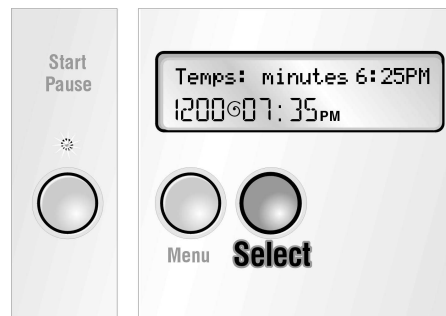 Start
Pause
Temps: minutes 6:25PM
1200 07:35PM
Menu
Select